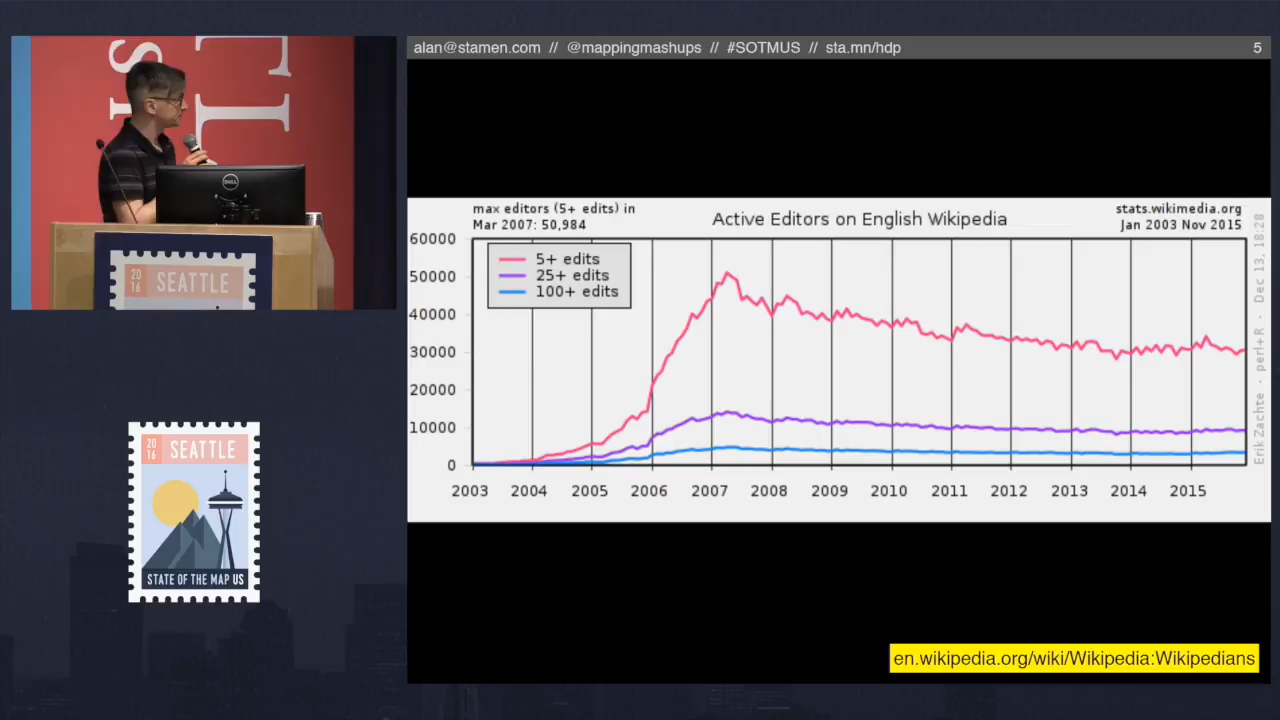 alan@stamen.com // @mappingmashups // #SOTMUS // sta.mn/hdp
5
DELL
20
16
SEATTLE
max editors (5+ edits) in
Mar 2007: 50,984
Active Editors on English Wikipedia
stats.wikimedia.org
Jan 2003 Nov 2015
60000
50000
40000
30000
20000
10000
0
5+ edits
25+ edits
100+ edits
2003 2004 2005 2006 2007 2008 2009 2010 2011 2012 2013 2014 2015
Erik Zachte - perl+R - Dec 13, 18:28
20
16
SEATTLE
STATE OF THE MAP US
en.wikipedia.org/wiki/Wikipedia:Wikipedians